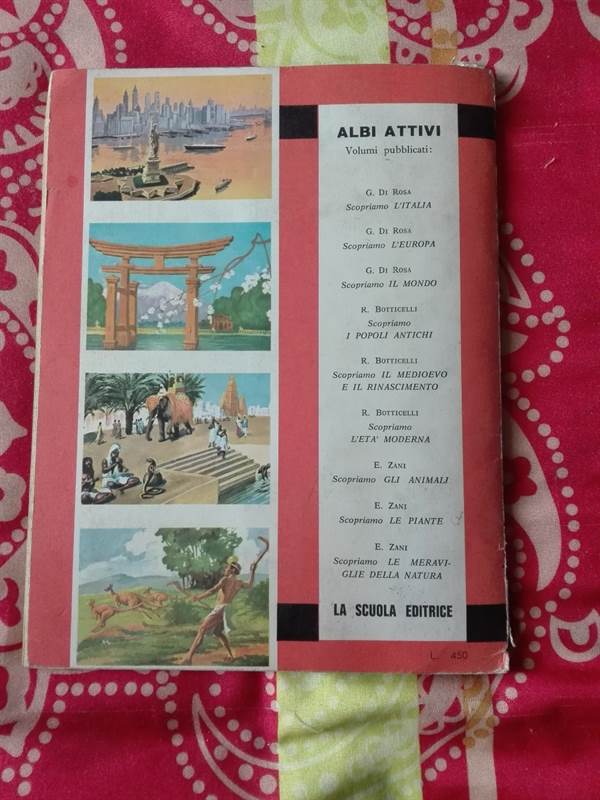 ALBI ATTIVI
Volumi pubblicati:
G. DI ROSA
Scopriamo L'ITALIA
G. DI ROSA
Scopriamo L'EUROPA
G. DI ROSA
Scopriamo IL MONDO
R. BOTTICELLI
Scopriamo
I POPOLI ANTICHI
R. BOTTICELLI
Scopriamo IL MEDIOEVO
E IL RINASCIMENTO
R. BOTTICELLI
Scopriamo
L'ETA' MODERNA
E. ZANI
Scopriamo GLI ANIMALI
E. ZANI
Scopriamo LE PIANTE
E. ZANI
Scopriamo LE MERAVI-
GLIE DELLA NATURA
LA SCUOLA EDITRICE
L. 450